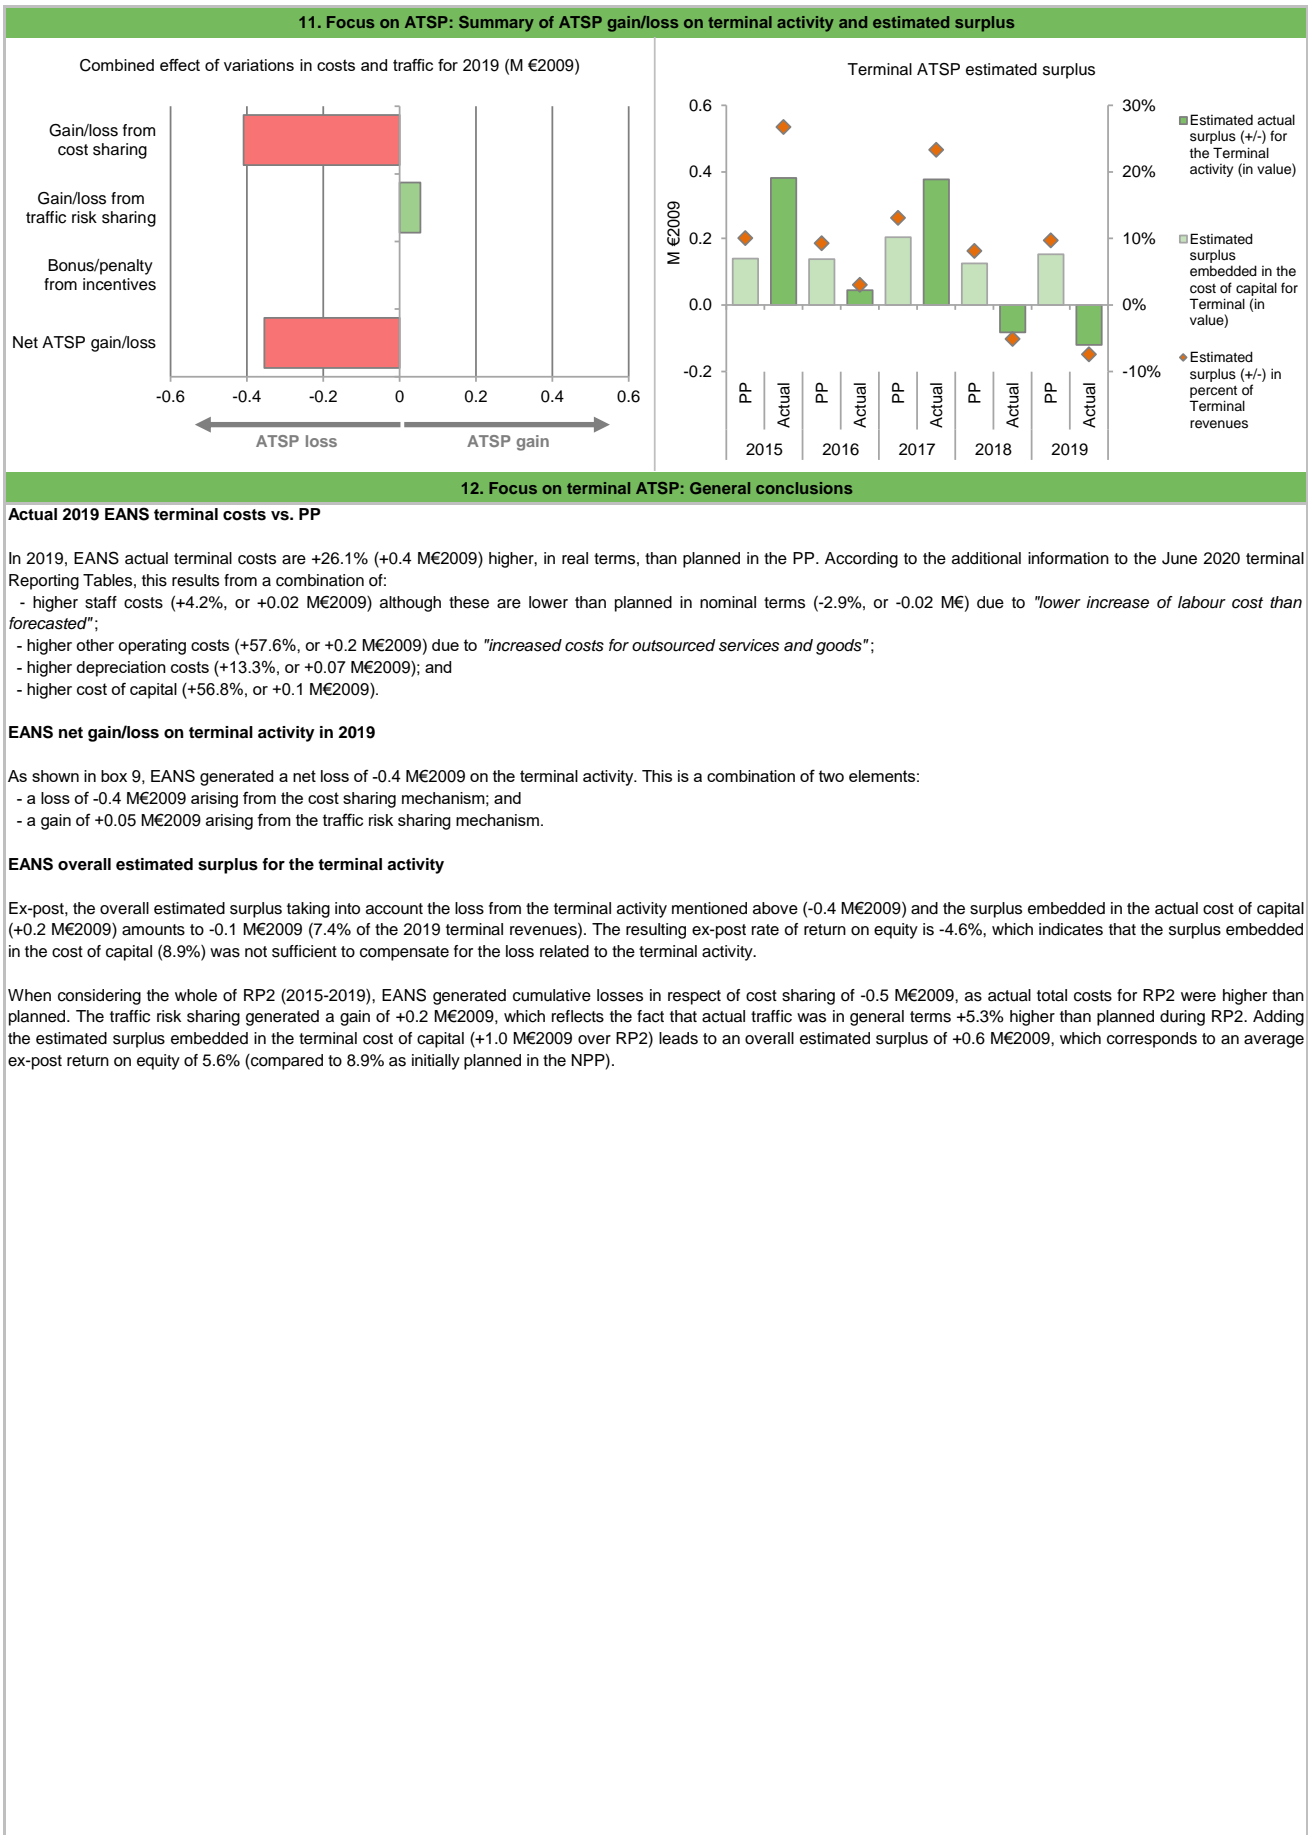 11. Focus on ATSP: Summary of ATSP gain/loss on terminal activity and estimated surplus
Combined effect of variations in costs and traffic for 2019 (M €2009)
Gain/loss from
cost sharing
Gain/loss from
traffic risk sharing
Bonus/penalty
from incentives
Net ATSP gain/loss
-0.6 -0.4 -0.2 0 0.2 0.4 0.6
ATSP loss ATSP gain
Terminal ATSP estimated surplus
M €2009
0.6
0.4
0.2
0.0
-0.2
30%
20%
10%
0%
-10%
PP Actual PP Actual PP Actual PP Actual PP Actual
2015 2016 2017 2018 2019
Estimated actual
surplus (+/-) for
the Terminal
activity (in value)
Estimated
surplus
embedded in the
cost of capital for
Terminal (in
value)
Estimated
surplus (+/-) in
percent of
Terminal
revenues
12. Focus on terminal ATSP: General conclusions
Actual 2019 EANS terminal costs vs. PP
In 2019, EANS actual terminal costs are +26.1% (+0.4 M€2009) higher, in real terms, than planned in the PP. According to the additional information to the June 2020 terminal
Reporting Tables, this results from a combination of:
- higher staff costs (+4.2%, or +0.02 M€2009) although these are lower than planned in nominal terms (-2.9%, or -0.02 M€) due to "lower increase of labour cost than
forecasted";
- higher other operating costs (+57.6%, or +0.2 M€2009) due to "increased costs for outsourced services and goods";
- higher depreciation costs (+13.3%, or +0.07 M€2009); and
- higher cost of capital (+56.8%, or +0.1 M€2009).
EANS net gain/loss on terminal activity in 2019
As shown in box 9, EANS generated a net loss of -0.4 M€2009 on the terminal activity. This is a combination of two elements:
- a loss of -0.4 M€2009 arising from the cost sharing mechanism; and
- a gain of +0.05 M€2009 arising from the traffic risk sharing mechanism.
EANS overall estimated surplus for the terminal activity
Ex-post, the overall estimated surplus taking into account the loss from the terminal activity mentioned above (-0.4 M€2009) and the surplus embedded in the actual cost of capital
(+0.2 M€2009) amounts to -0.1 M€2009 (7.4% of the 2019 terminal revenues). The resulting ex-post rate of return on equity is -4.6%, which indicates that the surplus embedded
in the cost of capital (8.9%) was not sufficient to compensate for the loss related to the terminal activity.
When considering the whole of RP2 (2015-2019), EANS generated cumulative losses in respect of cost sharing of -0.5 M€2009, as actual total costs for RP2 were higher than
planned. The traffic risk sharing generated a gain of +0.2 M€2009, which reflects the fact that actual traffic was in general terms +5.3% higher than planned during RP2. Adding
the estimated surplus embedded in the terminal cost of capital (+1.0 M€2009 over RP2) leads to an overall estimated surplus of +0.6 M€2009, which corresponds to an average
ex-post return on equity of 5.6% (compared to 8.9% as initially planned in the NPP).